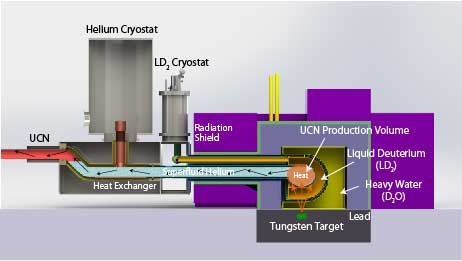 Helium Cryostat
LD2 Cryostat
UCN
Radiation
Shield
UCN Production Volume
Liquid Deuterium
(LD2)
Superfluid Helium
Heat
Heat Exchanger
Heavy Water
(D2O)
Lead
Tungsten Target